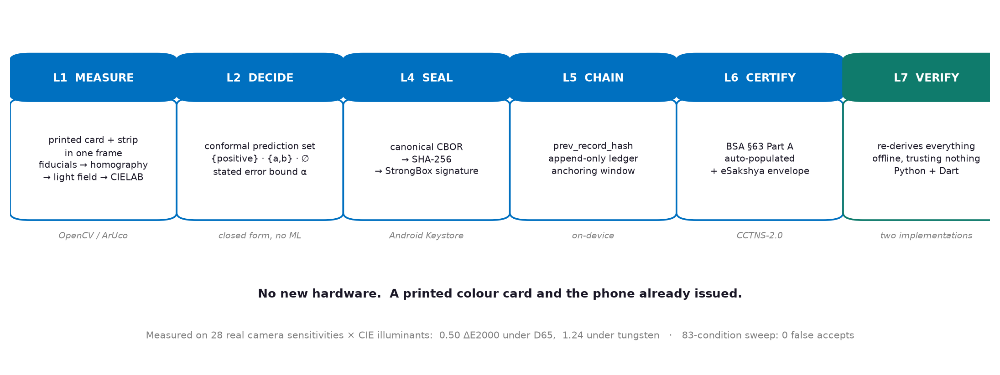 L1  MEASURE
L2  DECIDE
L4  SEAL
L5  CHAIN
L6  CERTIFY
L7  VERIFY
printed card + strip
in one frame
fiducials → homography
→ light field → CIELAB
conformal prediction set
{positive} · {a,b} · ∅
stated error bound α
canonical CBOR
→ SHA-256
→ StrongBox signature
prev_record_hash
append-only ledger
anchoring window
BSA §63 Part A
auto-populated
+ eSakshya envelope
re-derives everything
offline, trusting nothing
Python + Dart
OpenCV / ArUco
closed form, no ML
Android Keystore
on-device
CCTNS-2.0
two implementations
No new hardware.  A printed colour card and the phone already issued.
Measured on 28 real camera sensitivities × CIE illuminants:  0.50 ΔE2000 under D65,  1.24 under tungsten   ·   83-condition sweep: 0 false accepts